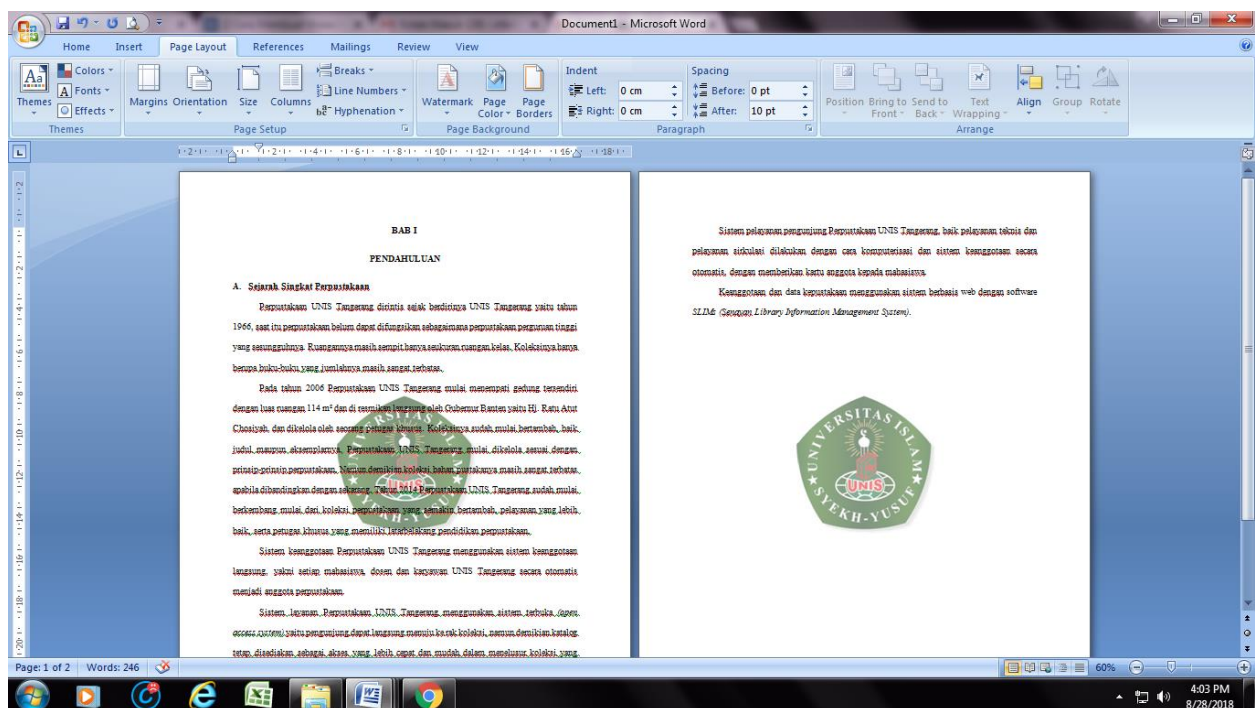 Document1 - Microsoft Word
Home Insert Page Layout References Mailings Review View
Themes
Colors
Fonts
Effects
Themes
Margins Orientation Size Columns
Breaks
Line Numbers
Hyphenation
Page Setup
Watermark Page Color Page Borders
Page Background
Indent
Left: 0 cm
Right: 0 cm
Spacing
Before: 0 pt
After: 10 pt
Paragraph
Position Bring to Front Send to Back Text Wrapping Align Group Rotate
Arrange
BAB I
PENDAHULUAN
A. Sejarah Singkat Perpustakaan
Perpustakaan UNIS Tangerang dirintis sejak berdirinya UNIS Tangerang yaitu tahun
1966, saat itu perpustakaan belum dapat difungsikan sebagaimana perpustakaan perguruan tinggi
yang sesungguhnya. Ruangannya masih sempit hanya seukuran ruangan kelas. Koleksinya hanya
berupa buku-buku yang jumlahnya masih sangat terbatas.
Pada tahun 2006 Perpustakaan UNIS Tangerang mulai menempati gedung tersendiri
dengan luas ruangan 114 m² dan di resmikan langsung oleh Gubernur Banten yaitu Hj. Ratu Atut
Chosiyah, dan dikelola oleh seorang petugas khusus. Koleksinya sudah mulai bertambah, baik
judul maupun eksemplarnya. Perpustakaan UNIS Tangerang mulai dikelola sesuai dengan
prinsip-prinsip perpustakaan. Namun demikian koleksi bahan pustakanya masih sangat terbatas
apabila dibandingkan dengan sekarang. Tahun 2014 Perpustakaan UNIS Tangerang sudah mulai
berkembang mulai dari koleksi perpustakaan yang semakin bertambah, pelayanan yang lebih
baik, serta petugas khusus yang memiliki latarbelakang pendidikan perpustakaan.
Sistem keanggotaan Perpustakaan UNIS Tangerang menggunakan sistem keanggotaan
langsung, yakni setiap mahasiswa, dosen dan karyawan UNIS Tangerang secara otomatis
menjadi anggota perpustakaan.
Sistem layanan Perpustakaan UNIS Tangerang menggunakan sistem terbuka (open
access system) yaitu pengunjung dapat langsung menuju ke rak koleksi, namun demikian katalog
tetap disediakan sebagai akses yang lebih cepat dan mudah dalam menelusur koleksi yang
Sistem pelayanan pengunjung Perpustakaan UNIS Tangerang, baik pelayanan teknis dan
pelayanan sirkulasi dilakukan dengan cara komputerisasi dan sistem keanggotaan secara
otomatis, dengan memberikan kartu anggota kepada mahasiswa.
Keanggotaan dan data kepustakaan menggunakan sistem berbasis web dengan software
SLIMs (Senayan Library Information Management System).
UNIVERSITAS ISLAM
UNIS
SYEKH-YUSUF
Page: 1 of 2 Words: 246
60%
4:03 PM
8/28/2018